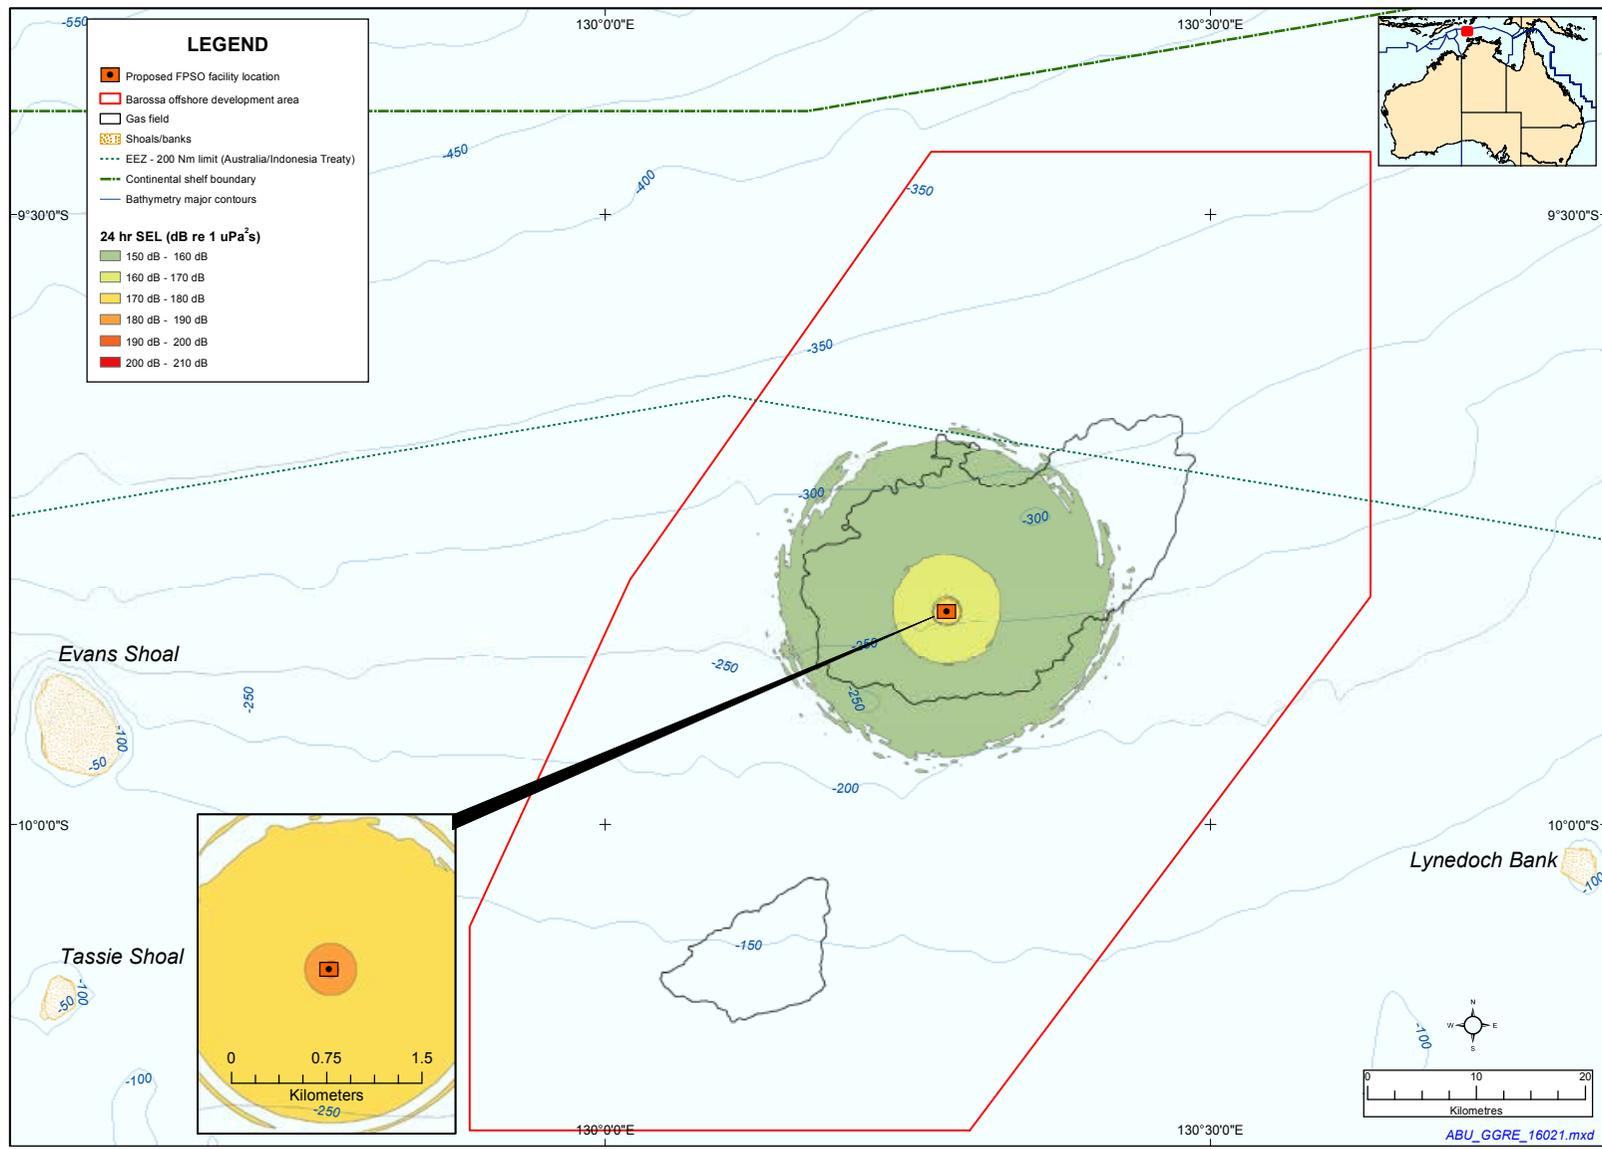 -550
130°0'0"E
130°30'0"E
LEGEND
Proposed FPSO facility location
Barossa offshore development area
Gas field
Shoals/banks
EEZ - 200 Nm limit (Australia/Indonesia Treaty)
Continental shelf boundary
Bathymetry major contours
24 hr SEL (dB re 1 uPa²s)
150 dB - 160 dB
160 dB - 170 dB
170 dB - 180 dB
180 dB - 190 dB
190 dB - 200 dB
200 dB - 210 dB
-450
-400
-350
9°30'0"S
9°30'0"S
-350
-300
-300
Evans Shoal
-250
-250
-250
-250
-100
-50
-200
10°0'0"S
10°0'0"S
Lynedoch Bank
-100
-150
Tassie Shoal
-100
-50
0 0.75 1.5
Kilometers
-250
-100
-100
N
W E
S
0 10 20
Kilometres
130°0'0"E
130°30'0"E
ABU_GGRE_16021.mxd